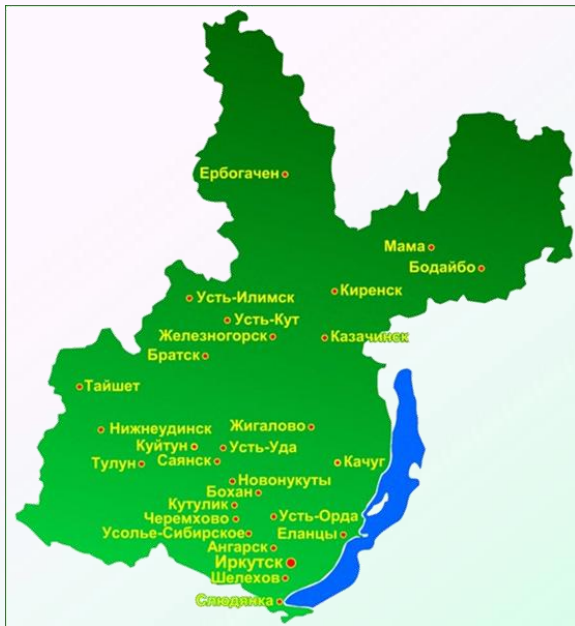 Ербогачен
Мама
Бодайбо
Киренск
Усть-Илимск
Усть-Кут
Железногорск
Казачинск
Братск
Тайшет
Нижнеудинск
Жигалово
Куйтун
Усть-Уда
Тулун
Саянск
Качуг
Новонукуты
Бохан
Кутулик
Черемхово
Усть-Орда
Усолье-Сибирское
Еланцы
Ангарск
Иркутск
Шелехов
Слюдянка